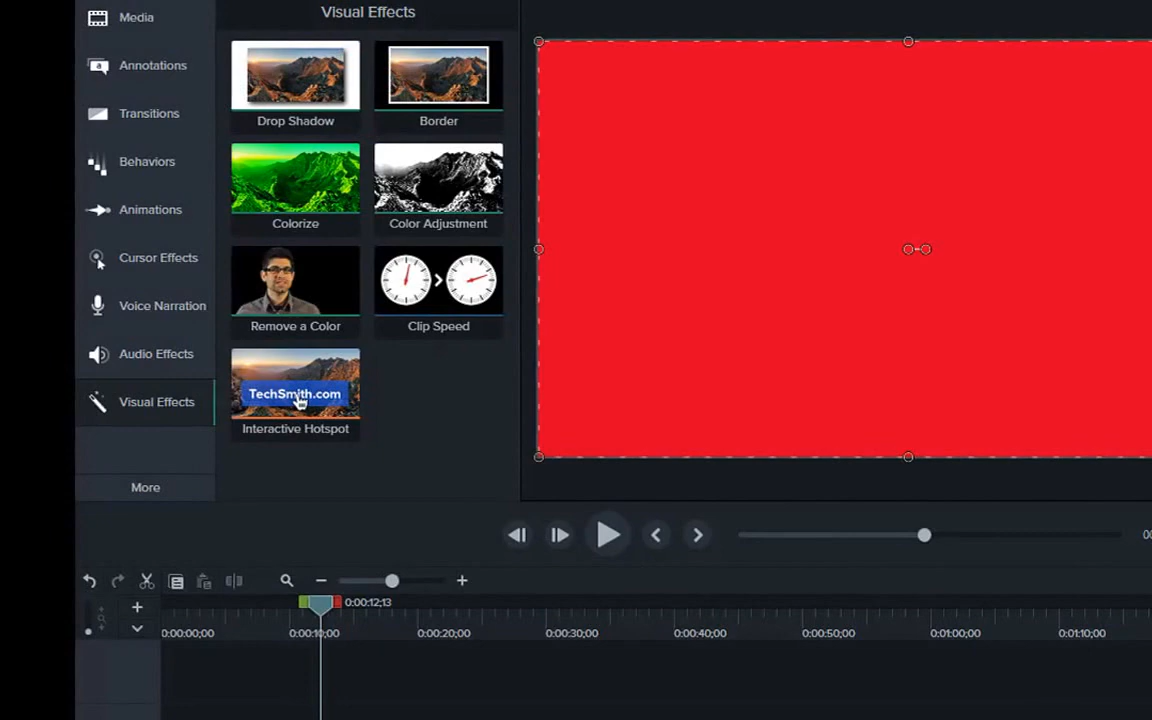 Visual Effects
Media
Annotations
Transitions
Behaviors
Animations
Cursor Effects
Voice Narration
Audio Effects
Visual Effects
More
Drop Shadow
Border
Colorize
Color Adjustment
Remove a Color
Clip Speed
TechSmith.com
Interactive Hotspot
00
0:00:12;13
0:00:00;00
0:00:10;00
0:00:20;00
0:00:30;00
0:00:40;00
0:00:50;00
0:01:00;00
0:01:10;00